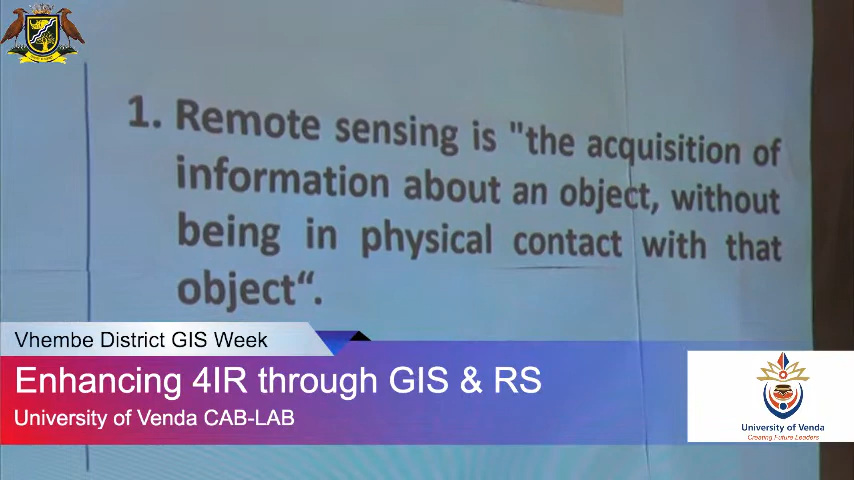 1. Remote sensing is "the acquisition of
information about an object, without
being in physical contact with that
object“.
Vhembe District GIS Week
Enhancing 4IR through GIS & RS
University of Venda CAB-LAB
University of Venda
Creating Future Leaders